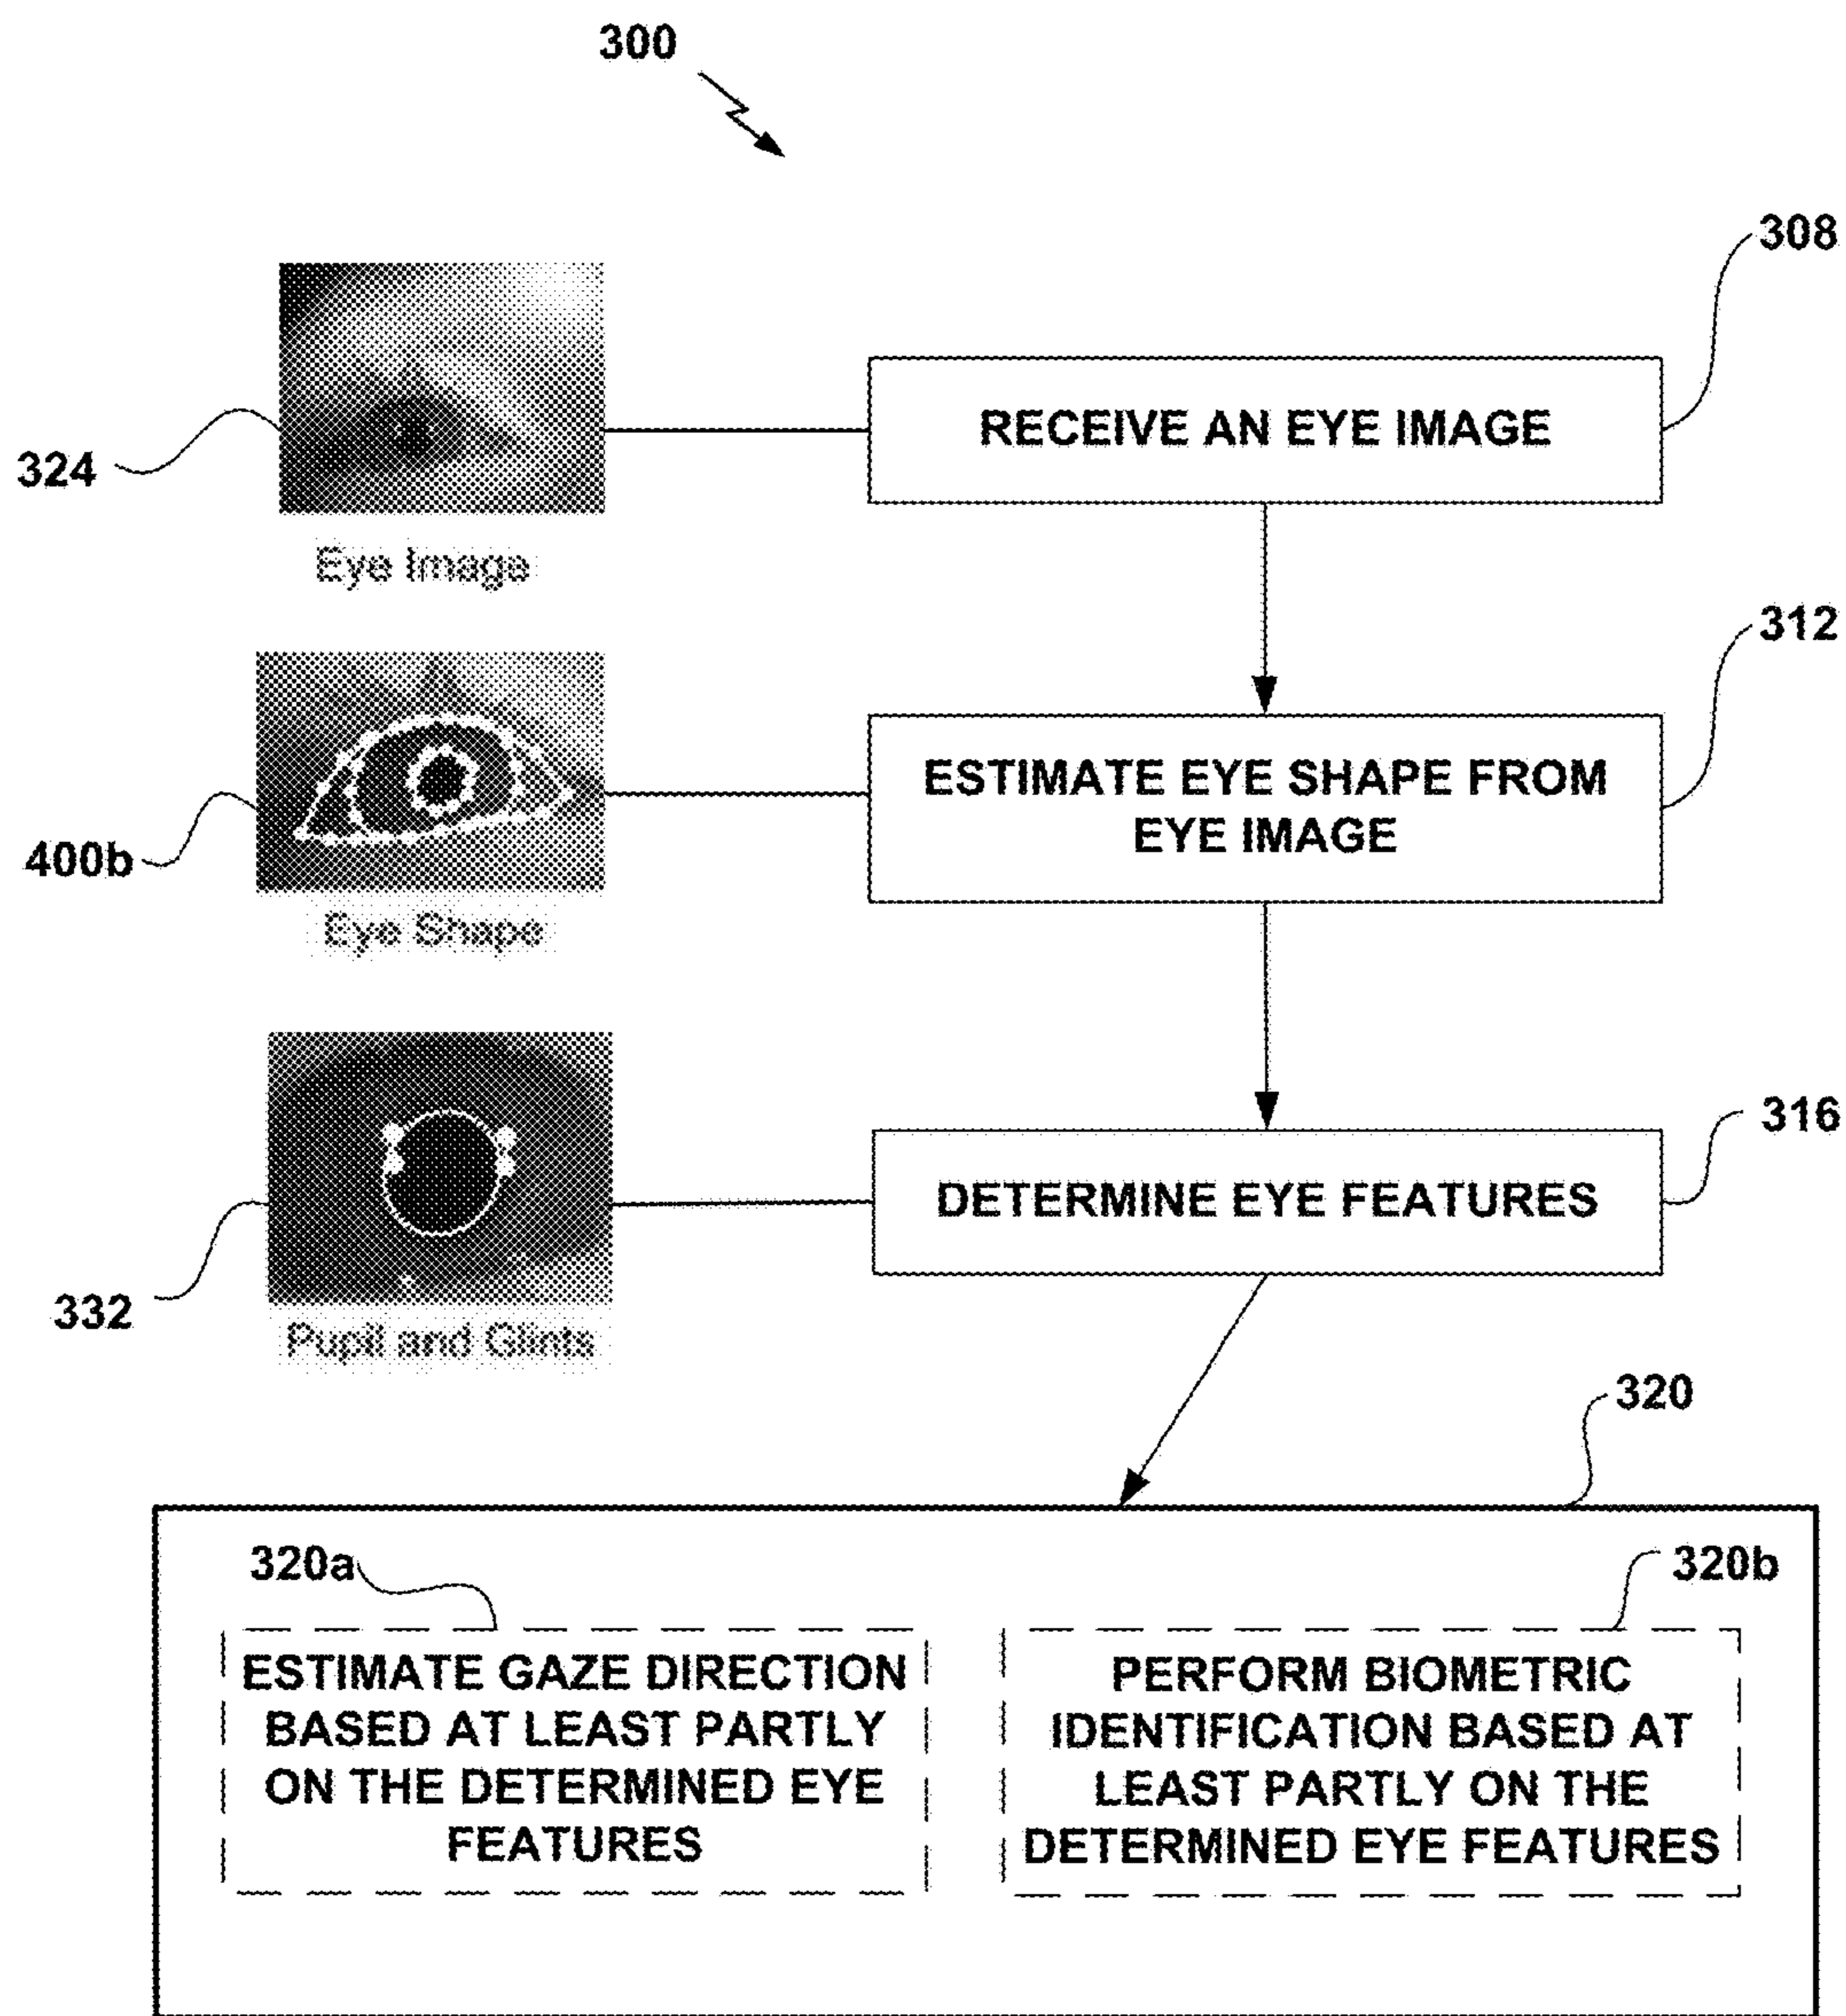 300
308
RECEIVE AN EYE IMAGE
324
Eye Image
312
ESTIMATE EYE SHAPE FROM
EYE IMAGE
400b
Eye Shape
316
DETERMINE EYE FEATURES
332
Pupil and Glints
320
320a
320b
ESTIMATE GAZE DIRECTION
BASED AT LEAST PARTLY
ON THE DETERMINED EYE
FEATURES
PERFORM BIOMETRIC
IDENTIFICATION BASED AT
LEAST PARTLY ON THE
DETERMINED EYE FEATURES